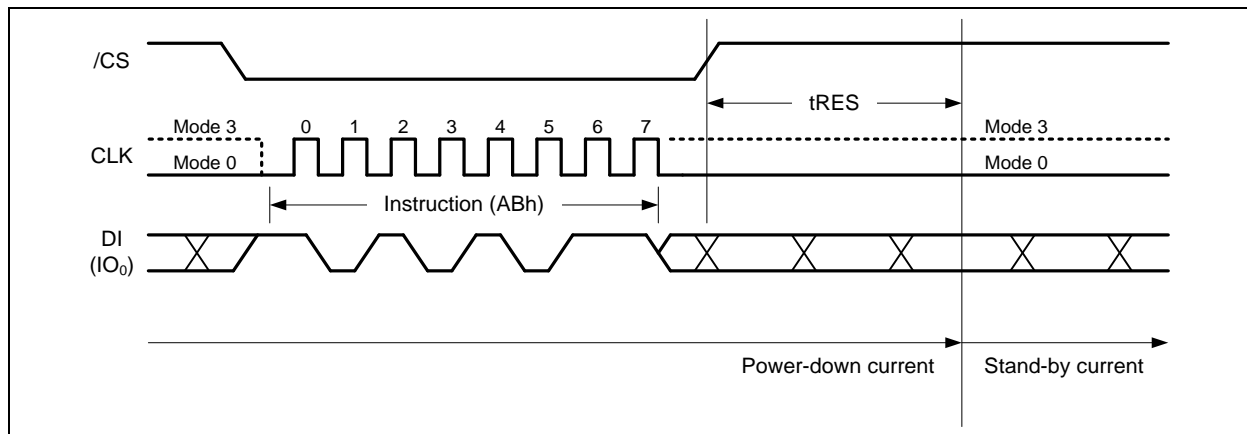 /CS
tRES
Mode 3 0 1 2 3 4 5 6 7 Mode 3
CLK
Mode 0 Mode 0
Instruction (ABh)
DI
(IO₀)
Power-down current Stand-by current